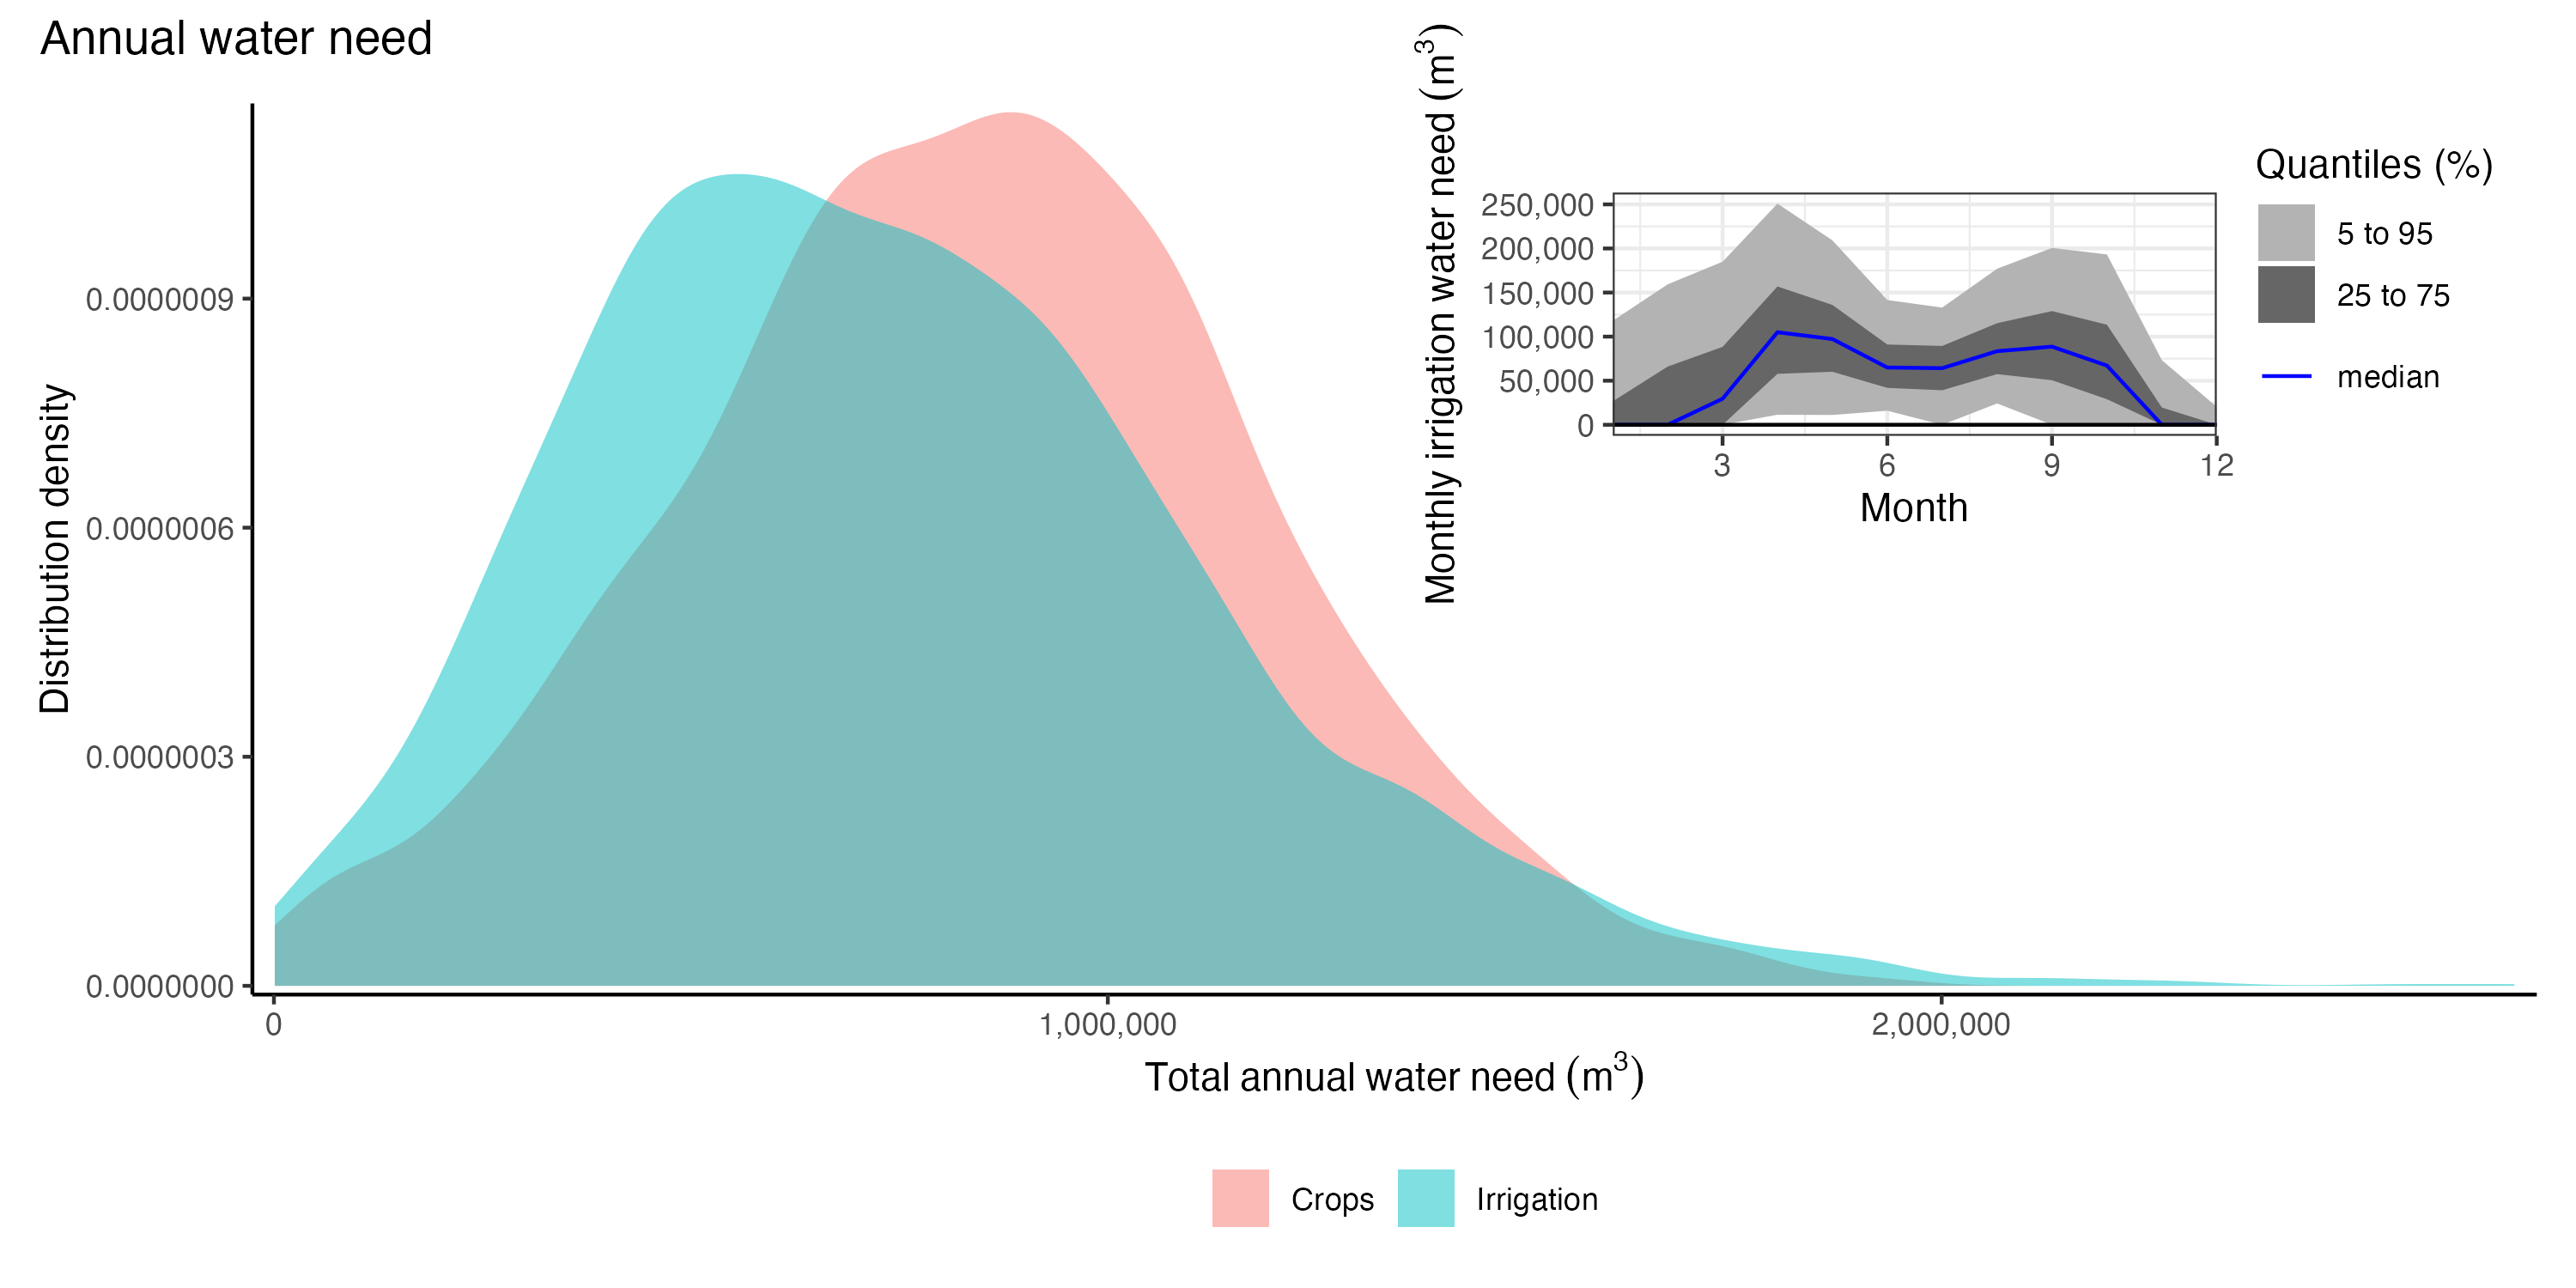 Annual water need
Distribution density
0.0000009
0.0000006
0.0000003
0.0000000
0
1,000,000
2,000,000
Total annual water need (m³)
Crops
Irrigation
Monthly irrigation water need (m³)
250,000
200,000
150,000
100,000
50,000
0
3
6
9
12
Month
Quantiles (%)
5 to 95
25 to 75
median